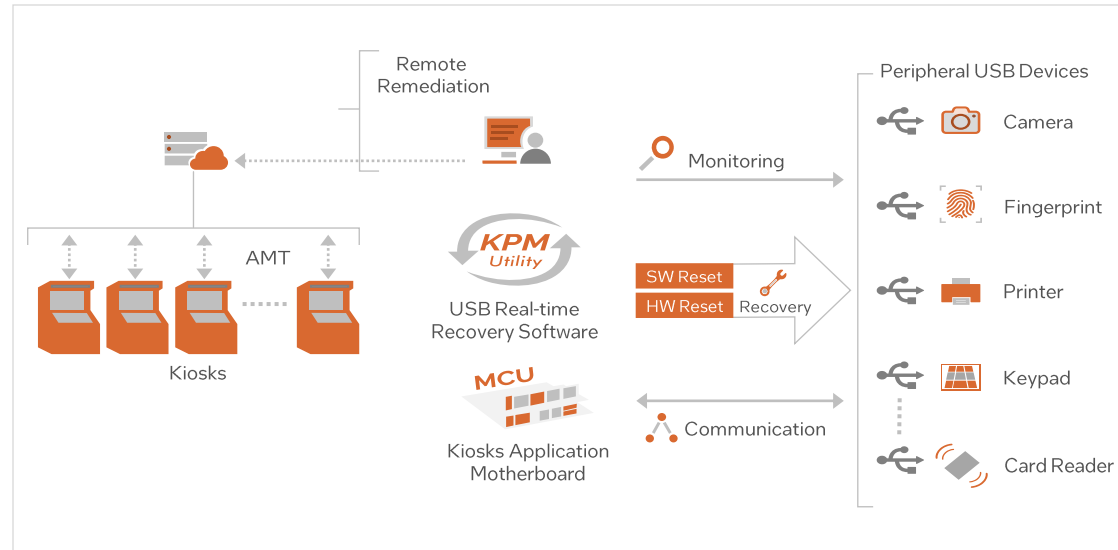 Remote
Remediation
AMT
Kiosks
KPM
Utility
USB Real-time
Recovery Software
MCU
Kiosks Application
Motherboard
Monitoring
SW Reset
HW Reset
Recovery
Communication
Peripheral USB Devices
Camera
Fingerprint
Printer
Keypad
Card Reader